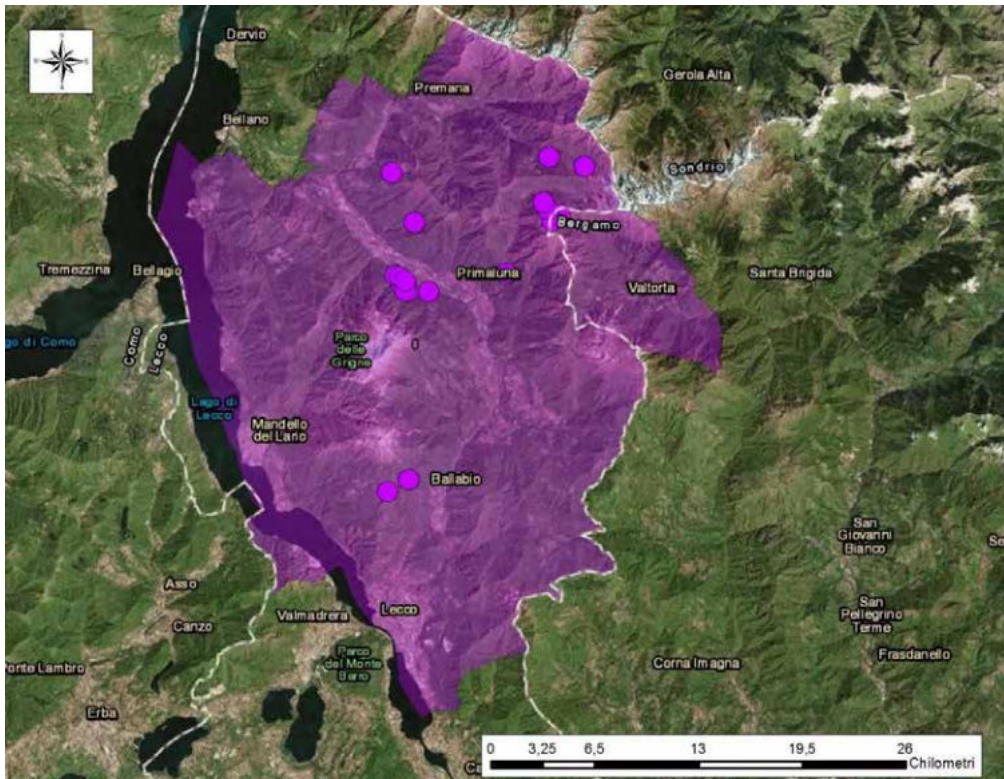 Dervio
Gerola Alta
Premana
Bellano
Sondrio
Bergamo
Tremezzina
Bellagio
Primaluna
Santa Brigida
Valtorta
Como
Lecco
Parco
delle
Grigne
go di Como
Lago di
Lecco
Mandello
del Lario
Ballabio
San
Giovanni
Bianco
Se
Asso
Lecco
Valmadrera
Canzo
San
Pellegrino
Terme
Parco
del Monte
Barro
Ponte Lambro
Corna Imagna
Frasdanello
Erba
0 3,25 6,5 13 19,5 26
Chilometri